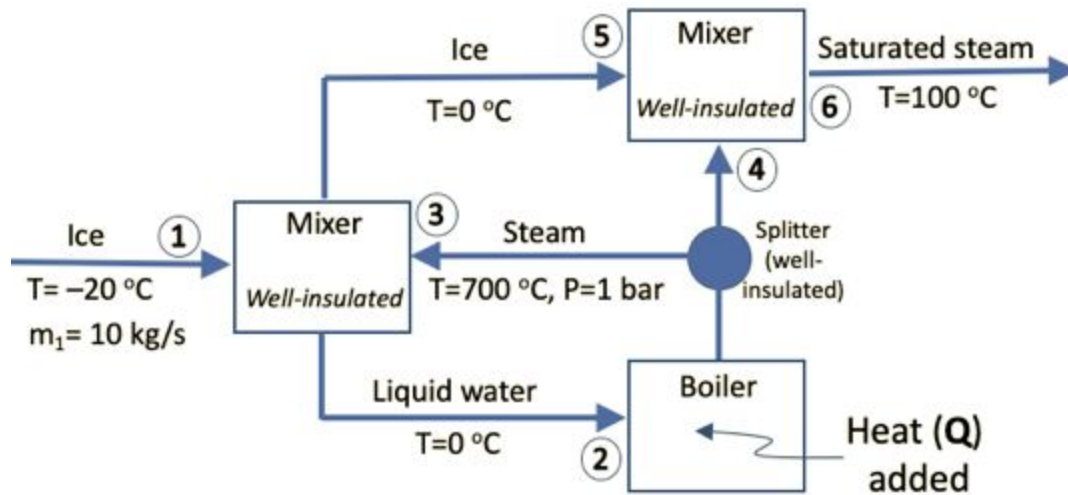 Ice
T=0 °C
5
Mixer
Well-insulated
Saturated steam
T=100 °C
6
4
Ice
1
T= –20 °C
m₁= 10 kg/s
Mixer
Well-insulated
3
Steam
T=700 °C, P=1 bar
Splitter
(well-
insulated)
Liquid water
T=0 °C
2
Boiler
Heat (Q)
added